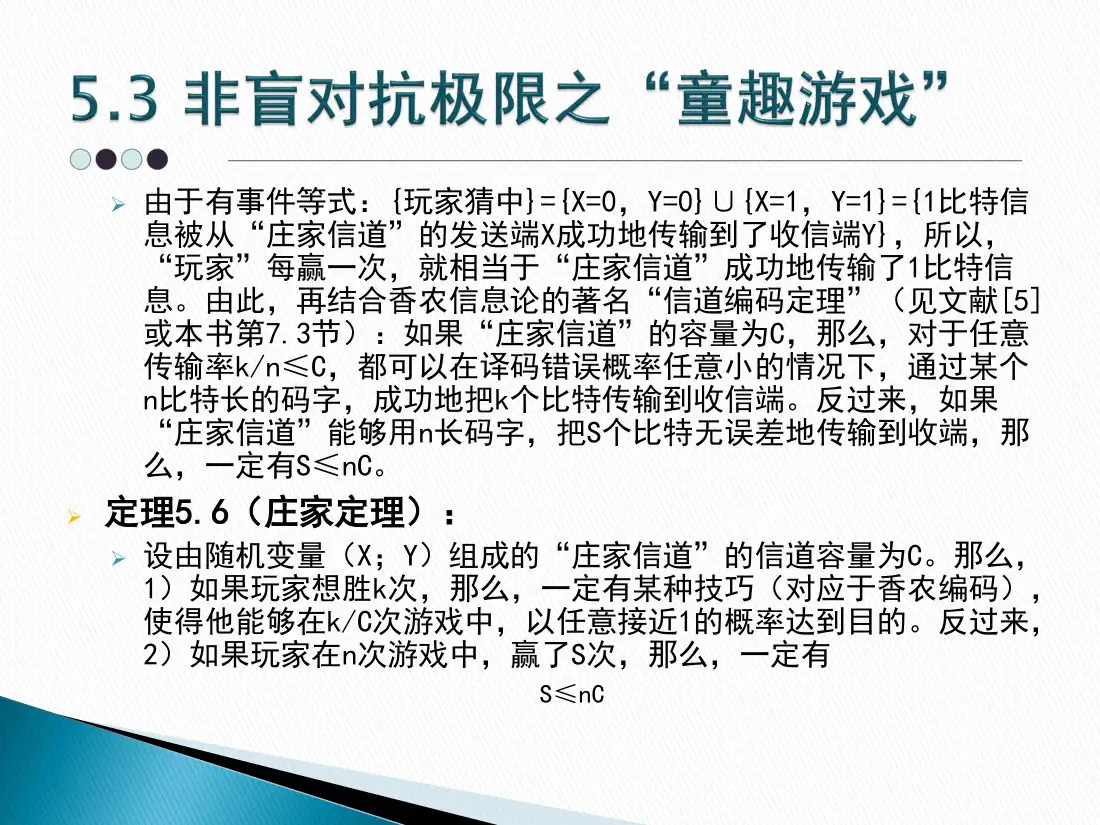 5.3 非盲对抗极限之“童趣游戏”
由于有事件等式：{玩家猜中}={X=0，Y=0}∪{X=1，Y=1}={1比特信
息被从“庄家信道”的发送端X成功地传输到了收信端Y}，所以，
“玩家”每赢一次，就相当于“庄家信道”成功地传输了1比特信
息。由此，再结合香农信息论的著名“信道编码定理”（见文献[5]
或本书第7.3节）：如果“庄家信道”的容量为C，那么，对于任意
传输率k/n≤C，都可以在译码错误概率任意小的情况下，通过某个
n比特长的码字，成功地把k个比特传输到收信端。反过来，如果
“庄家信道”能够用n长码字，把S个比特无误差地传输到收端，那
么，一定有S≤nC。
定理5.6（庄家定理）：
设由随机变量（X；Y）组成的“庄家信道”的信道容量为C。那么，
1）如果玩家想胜k次，那么，一定有某种技巧（对应于香农编码），
使得他能够在k/C次游戏中，以任意接近1的概率达到目的。反过来，
2）如果玩家在n次游戏中，赢了S次，那么，一定有
S≤nC